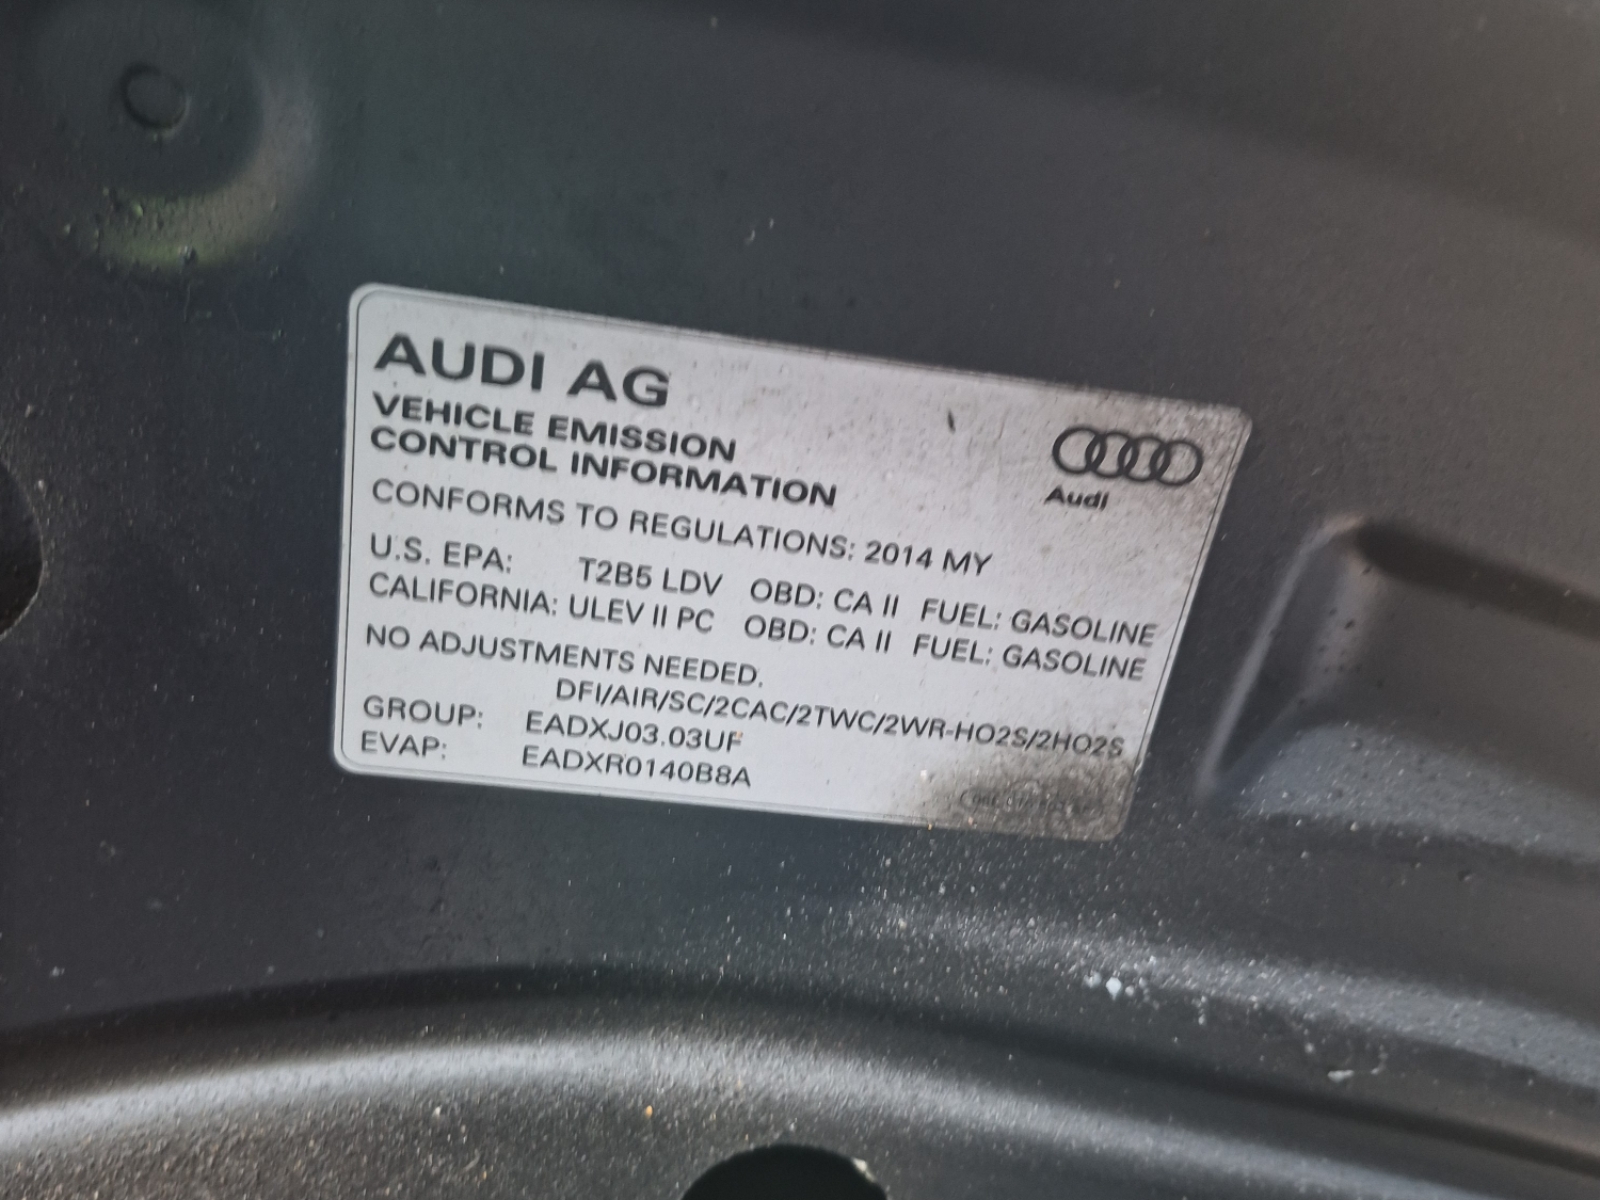 AUDI AG
VEHICLE EMISSION
CONTROL INFORMATION
Audi
CONFORMS TO REGULATIONS: 2014 MY
U.S. EPA: T2B5 LDV OBD: CA II FUEL: GASOLINE
CALIFORNIA: ULEV II PC OBD: CA II FUEL: GASOLINE
NO ADJUSTMENTS NEEDED.
DFI/AIR/SC/2CAC/2TWC/2WR-HO2S/2HO2S
GROUP: EADXJ03.03UF
EVAP: EADXR0140B8A